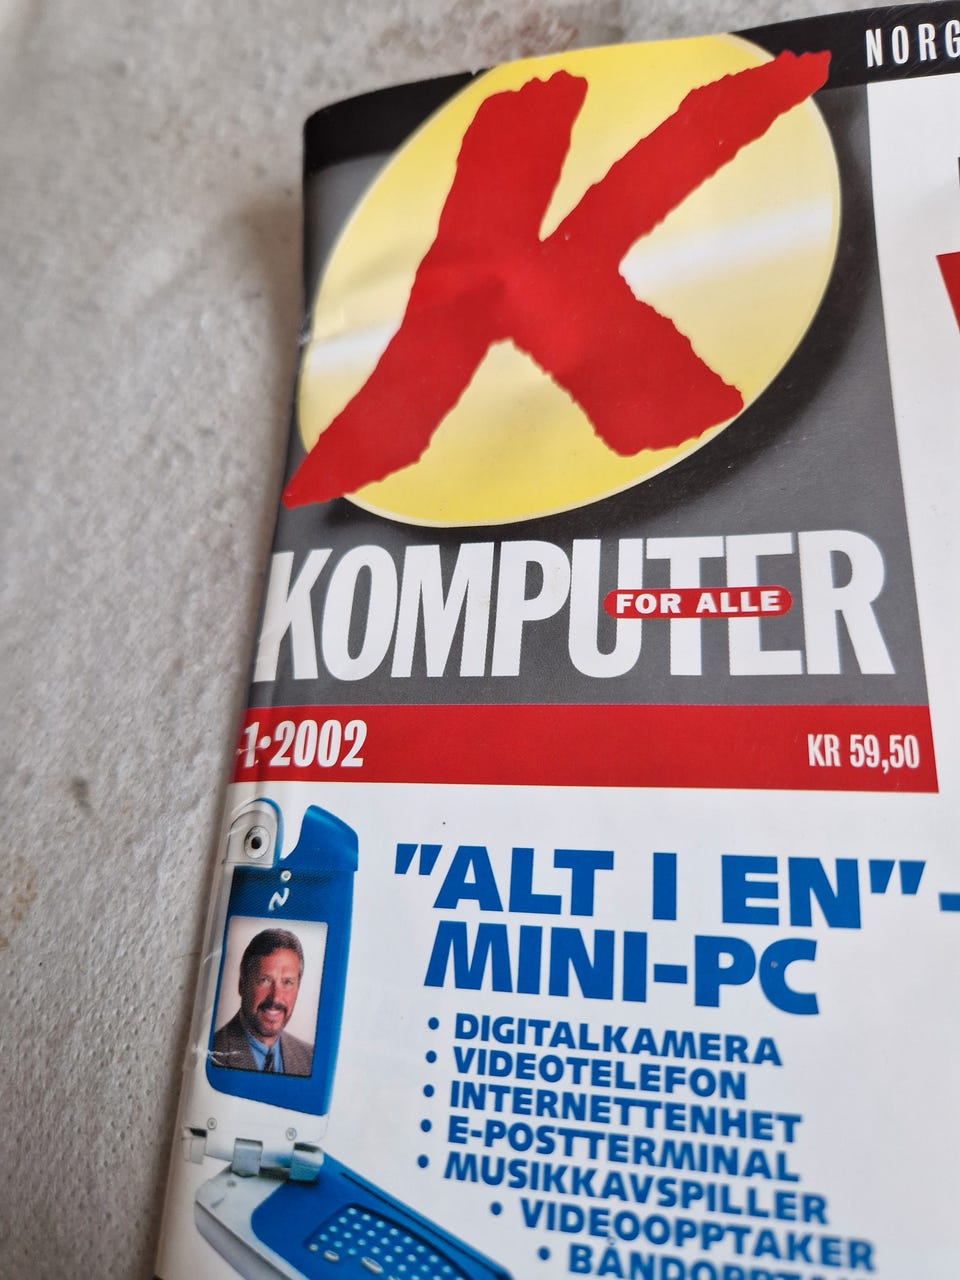 KOMPUTER
FOR ALLE
1•2002
KR 59,50
"ALT I EN"-
MINI-PC
• DIGITALKAMERA
• VIDEOTELEFON
• INTERNETTENHET
• E-POSTTERMINAL
• MUSIKKAVSPILLER
• VIDEOOPPTAKER